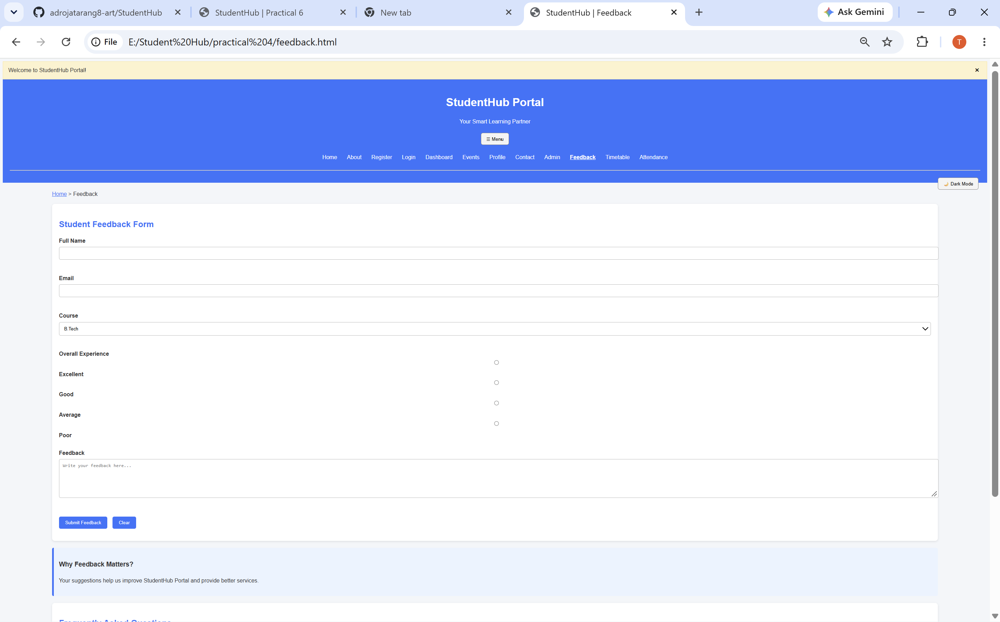 adrojatarang8-art/StudentHub
StudentHub | Practical 6
New tab
StudentHub | Feedback
Ask Gemini
File
E:/Student%20Hub/practical%204/feedback.html
T
Welcome to StudentHub Portal!
StudentHub Portal
Your Smart Learning Partner
☰ Menu
Home About Register Login Dashboard Events Profile Contact Admin Feedback Timetable Attendance
🌙 Dark Mode
Home > Feedback
Student Feedback Form
Full Name
Email
Course
B.Tech
Overall Experience
Excellent
Good
Average
Poor
Feedback
Write your feedback here...
Submit Feedback Clear
Why Feedback Matters?
Your suggestions help us improve StudentHub Portal and provide better services.
Frequently Asked Questions